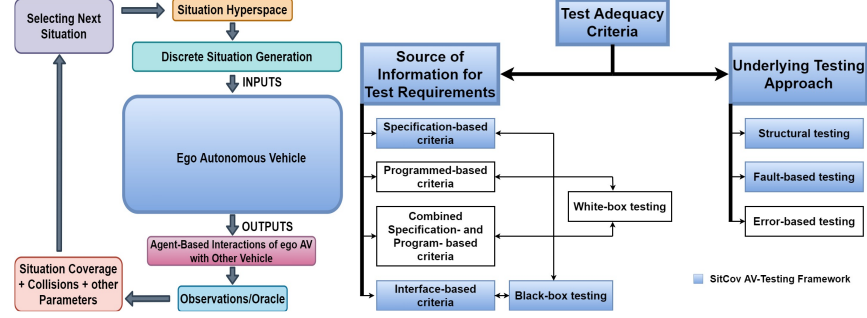 Selecting Next
Situation
Situation Hyperspace
Discrete Situation Generation
INPUTS
Ego Autonomous Vehicle
OUTPUTS
Agent-Based Interactions of ego AV
with Other Vehicle
Observations/Oracle
Situation Coverage
+ Collisions + other
Parameters
Test Adequacy
Criteria
Source of
Information for
Test Requirements
Underlying Testing
Approach
Specification-based
criteria
Programmed-based
criteria
Combined
Specification- and
Program- based
criteria
Interface-based
criteria
White-box testing
Black-box testing
Structural testing
Fault-based testing
Error-based testing
SitCov AV-Testing Framework